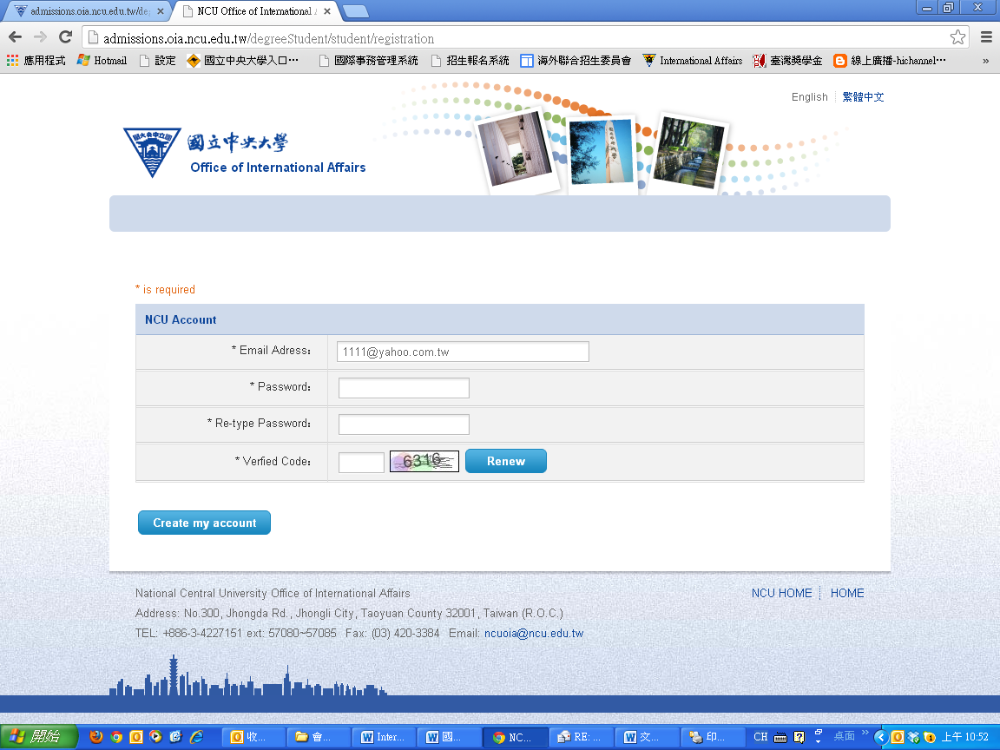 admissions.oia.ncu.edu.tw/de
NCU Office of International
admissions.oia.ncu.edu.tw/degreeStudent/student/registration
應用程式 Hotmail 設定 國立中央大學入口… 國際事務管理系統 招生報名系統 海外聯合招生委員會 International Affairs 臺灣獎學金 線上廣播-hichannel… »
English 繁體中文
國立中央大學
Office of International Affairs
* is required
NCU Account
* Email Adress:
1111@yahoo.com.tw
* Password:
* Re-type Password:
* Verfied Code:
6316
Renew
Create my account
National Central University Office of International Affairs
NCU HOME HOME
Address: No.300, Jhongda Rd., Jhongli City, Taoyuan County 32001, Taiwan (R.O.C.)
TEL: +886-3-4227151 ext: 57080~57085 Fax: (03) 420-3384 Email: ncuoia@ncu.edu.tw
開始 收... 會... Inter... 國... NC... RE: ... 文... 印... CH 桌面 » 上午 10:52